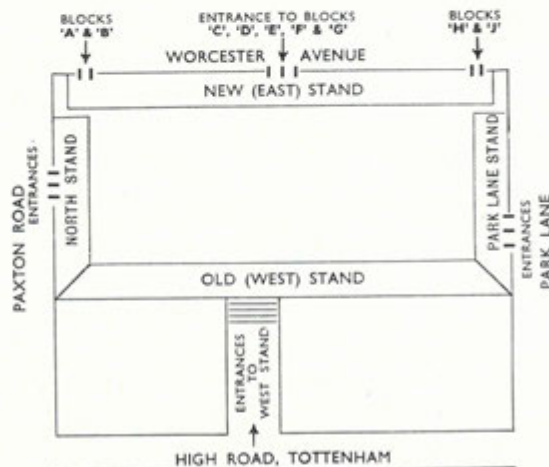 BLOCKS
'A' & 'B'
ENTRANCE TO BLOCKS
'C', 'D', 'E', 'F' & 'G'
BLOCKS
'H' & 'J'
WORCESTER AVENUE
NEW (EAST) STAND
PAXTON ROAD
ENTRANCES
NORTH STAND
PARK LANE STAND
ENTRANCES
PARK LANE
OLD (WEST) STAND
ENTRANCES
TO
WEST STAND
HIGH ROAD, TOTTENHAM